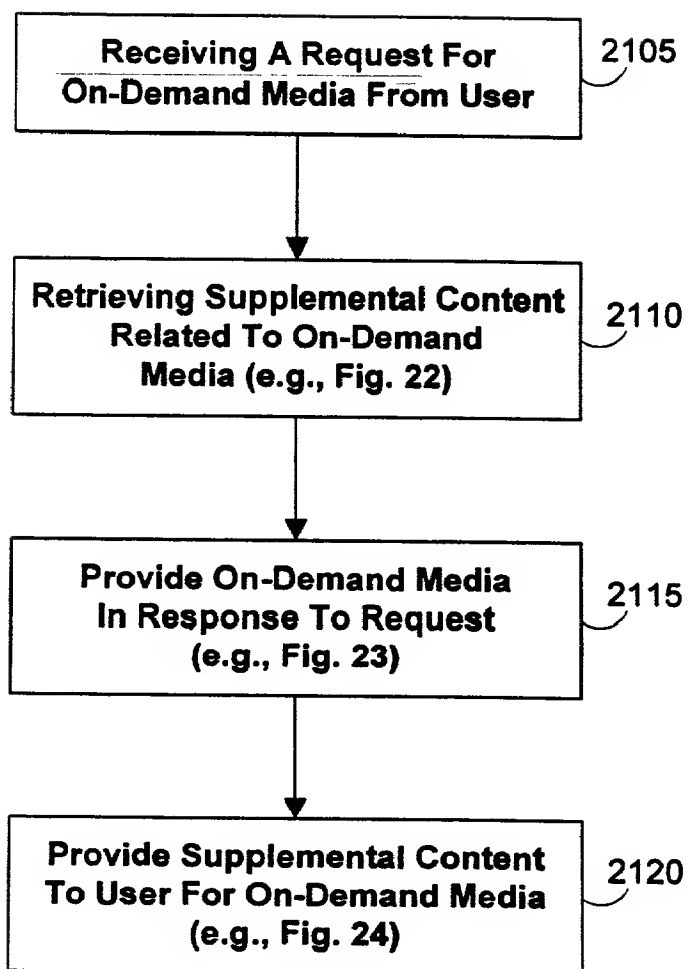 Receiving A Request For
On-Demand Media From User
2105
Retrieving Supplemental Content
Related To On-Demand
Media (e.g., Fig. 22)
2110
Provide On-Demand Media
In Response To Request
(e.g., Fig. 23)
2115
Provide Supplemental Content
To User For On-Demand Media
(e.g., Fig. 24)
2120